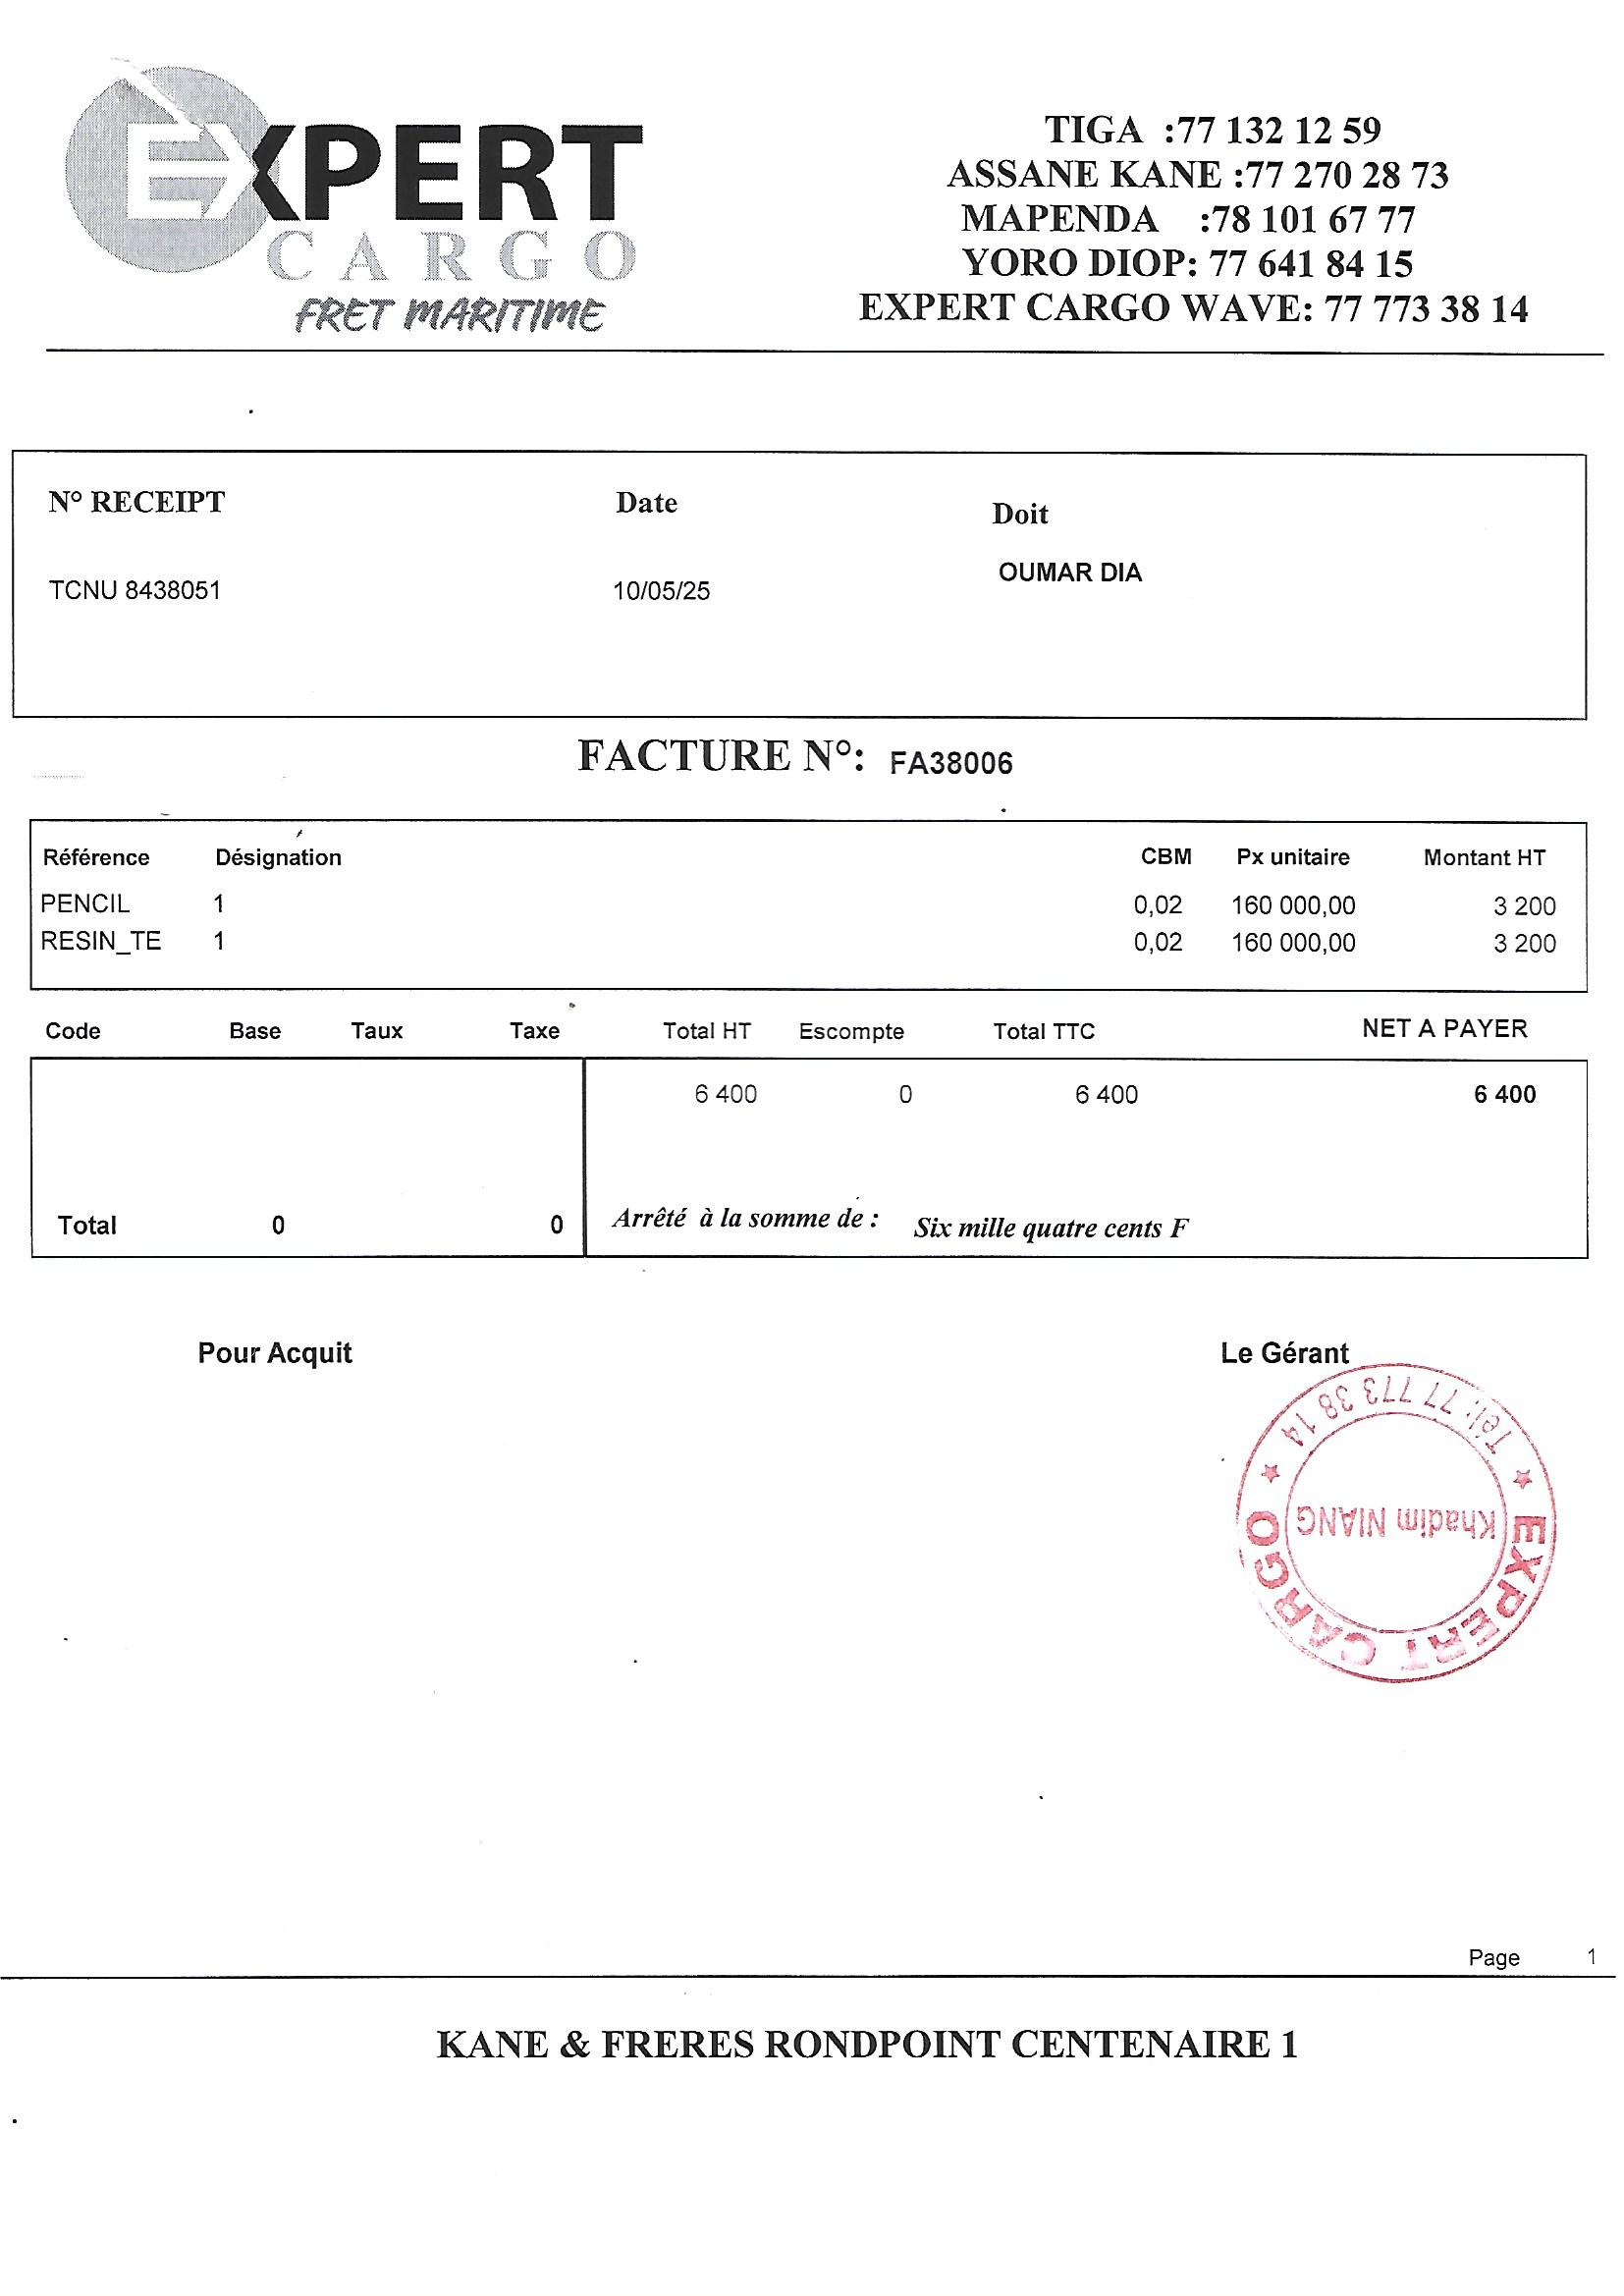 EXPERT
CARGO
FRET MARITIME
TIGA :77 132 12 59
ASSANE KANE :77 270 28 73
MAPENDA :78 101 67 77
YORO DIOP: 77 641 84 15
EXPERT CARGO WAVE: 77 773 38 14
N° RECEIPT Date Doit
TCNU 8438051 10/05/25 OUMAR DIA
FACTURE N°: FA38006
Référence Désignation CBM Px unitaire Montant HT
PENCIL 1 0,02 160 000,00 3 200
RESIN_TE 1 0,02 160 000,00 3 200
Code Base Taux Taxe Total HT Escompte Total TTC NET A PAYER
6 400 0 6 400 6 400
Total 0 0 Arrêté à la somme de : Six mille quatre cents F
Pour Acquit Le Gérant
Tél: 77 773 38 14
Khadim NIANG
EXPERT CARGO
Page 1
KANE & FRERES RONDPOINT CENTENAIRE 1